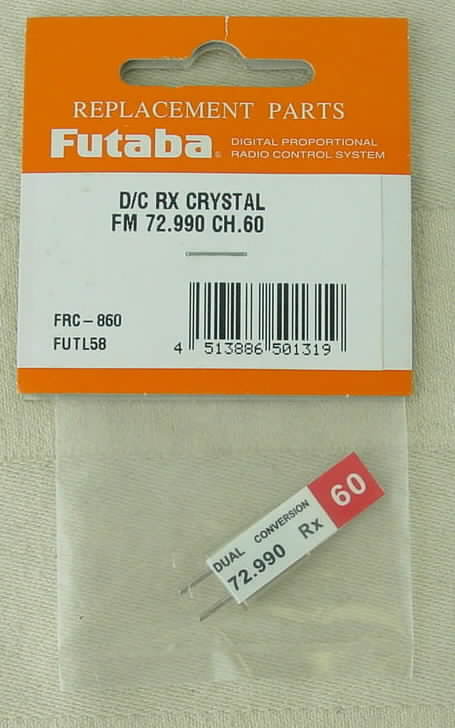 REPLACEMENT PARTS
Futaba®
DIGITAL PROPORTIONAL
RADIO CONTROL SYSTEM
D/C RX CRYSTAL
FM 72.990 CH.60
FRC-860
FUTL58
4 513886 501319
DUAL CONVERSION
72.990 Rx
60